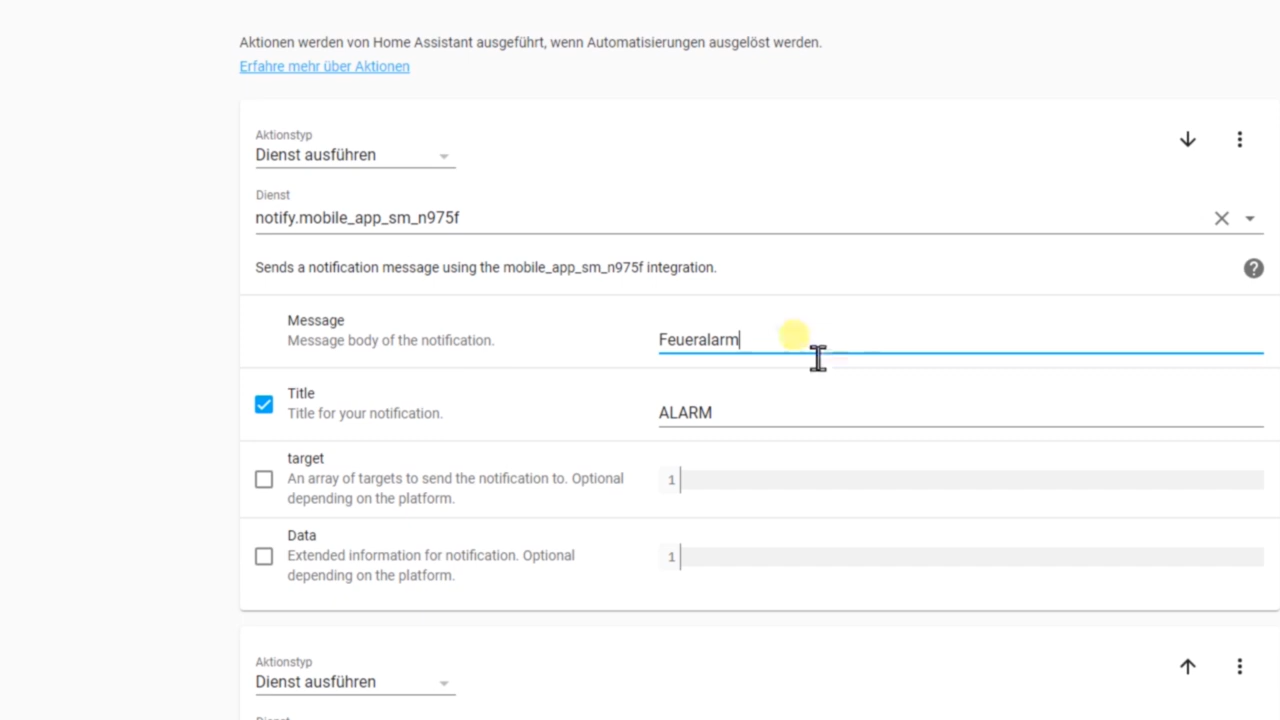 Aktionen werden von Home Assistant ausgeführt, wenn Automatisierungen ausgelöst werden.
Erfahre mehr über Aktionen
Aktionstyp
Dienst ausführen
Dienst
notify.mobile_app_sm_n975f
Sends a notification message using the mobile_app_sm_n975f integration.
Message
Message body of the notification.
Feueralarm
Title
Title for your notification.
ALARM
target
An array of targets to send the notification to. Optional
depending on the platform.
1
Data
Extended information for notification. Optional
depending on the platform.
1
Aktionstyp
Dienst ausführen
Dienst